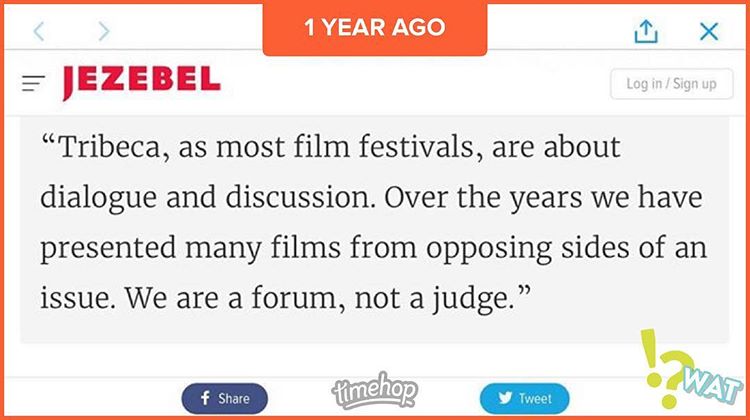 1 YEAR AGO
JEZEBEL
Log in / Sign up
“Tribeca, as most film festivals, are about
dialogue and discussion. Over the years we have
presented many films from opposing sides of an
issue. We are a forum, not a judge.”
!?
WAT
f Share
timehop
Tweet